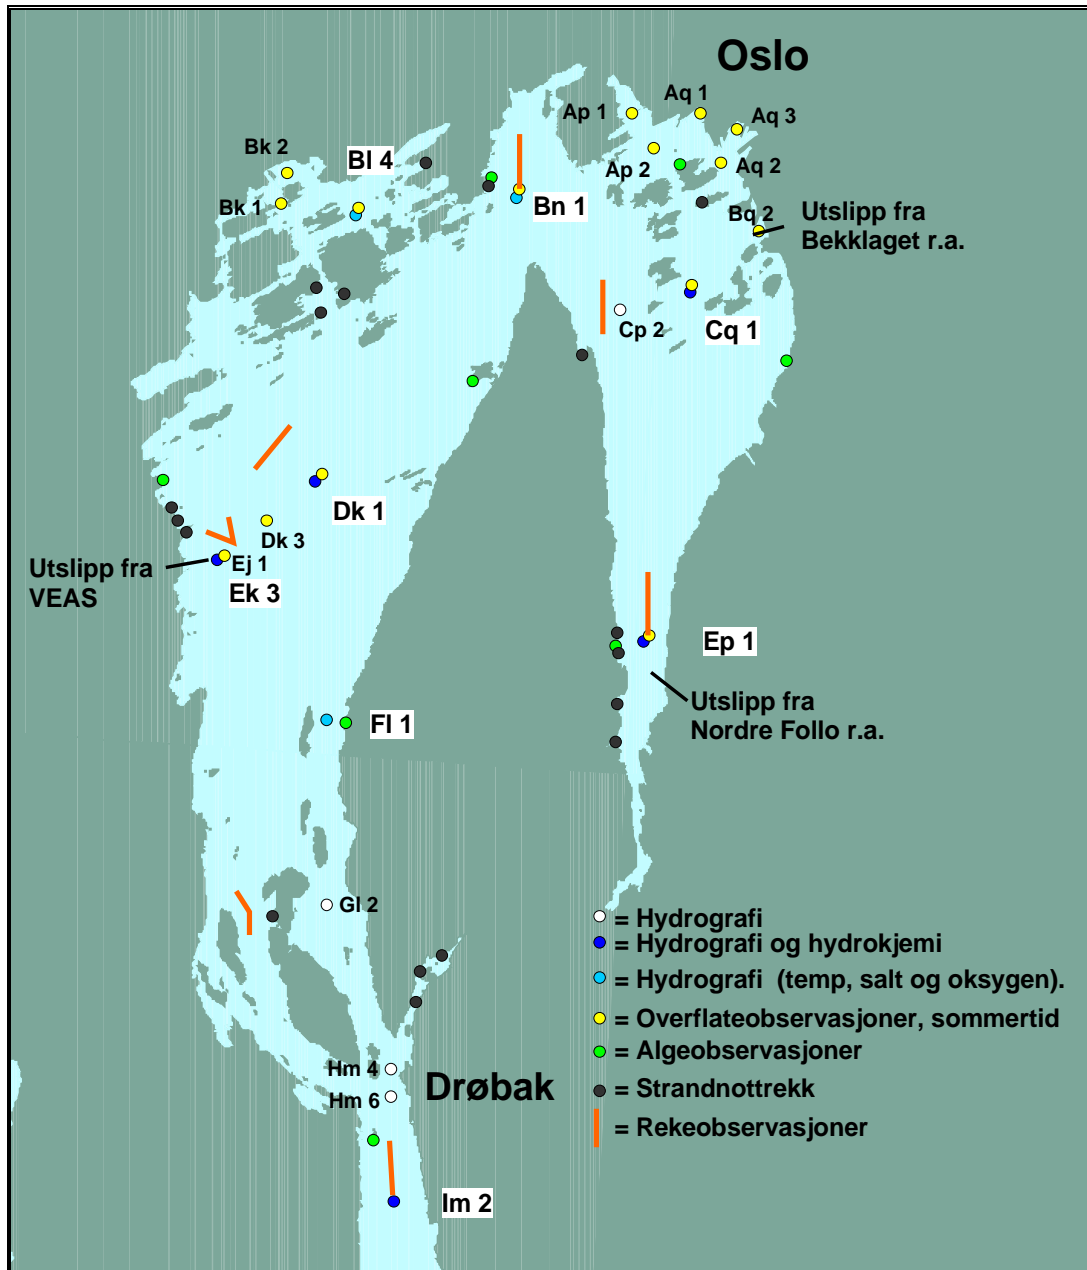 Oslo
Aq 1
Ap 1
Aq 3
Bk 2
Bl 4
Ap 2
Aq 2
Bk 1
Bn 1
Bq 2
Utslipp fra
Bekklaget r.a.
Cp 2
Cq 1
Dk 1
Dk 3
Ej 1
Utslipp fra
VEAS
Ek 3
Ep 1
Utslipp fra
Nordre Follo r.a.
Fl 1
Gl 2
= Hydrografi
= Hydrografi og hydrokjemi
= Hydrografi (temp, salt og oksygen).
= Overflateobservasjoner, sommertid
= Algeobservasjoner
= Strandnottrekk
= Rekeobservasjoner
Hm 4
Drøbak
Hm 6
Im 2